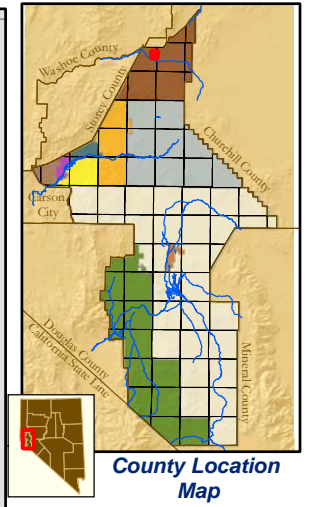 Washoe County
Storey County
Churchill County
Carson
City
Douglas County
California State Line
Mineral County
County Location
Map